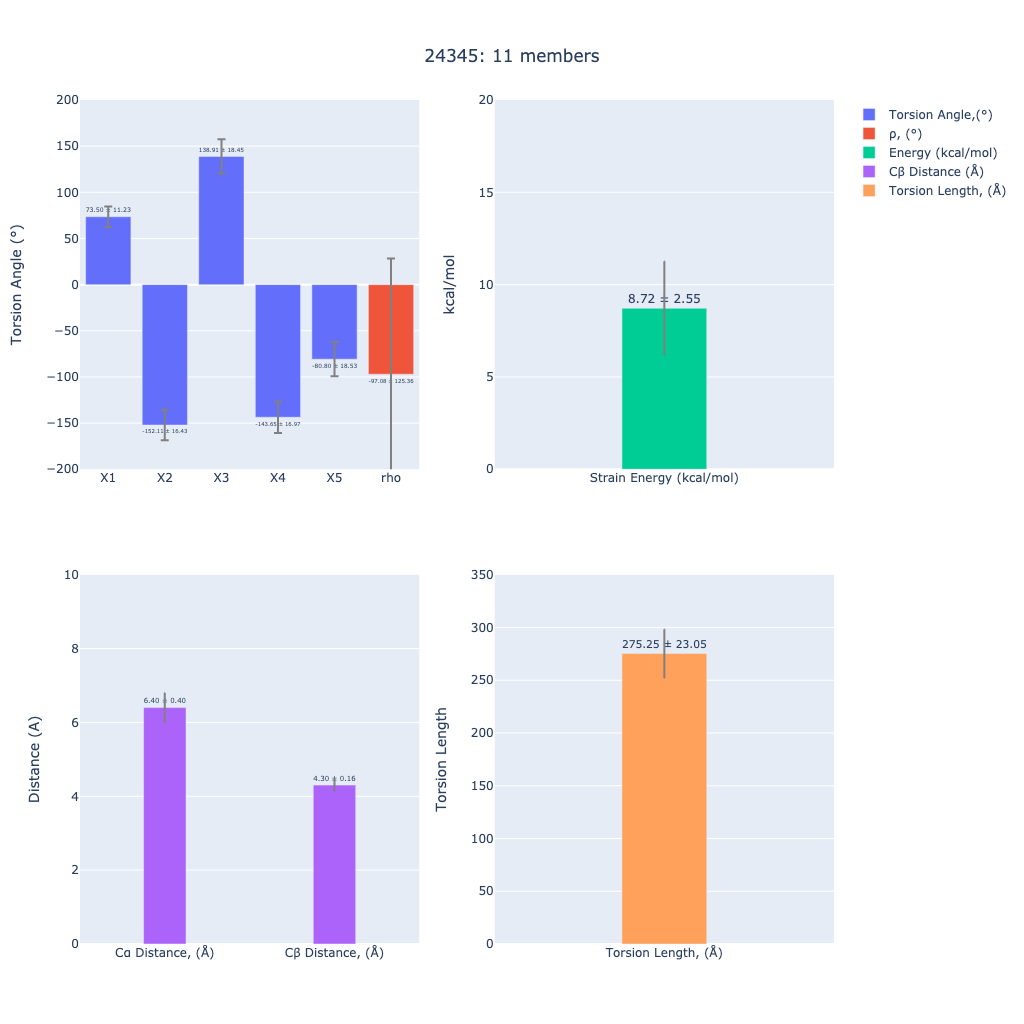 24345: 11 members
Torsion Angle (°)
200
150
100
50
0
−50
−100
−150
−200
73.50 ± 11.23
-152.11 ± 16.43
138.91 ± 18.45
-143.65 ± 16.97
-80.80 ± 18.53
-97.08 ± 125.36
X1 X2 X3 X4 X5 rho
kcal/mol
20
15
10
5
0
8.72 ± 2.55
Strain Energy (kcal/mol)
Torsion Angle,(°)
ρ, (°)
Energy (kcal/mol)
Cβ Distance (Å)
Torsion Length, (Å)
Distance (A)
10
8
6
4
2
0
6.40 ± 0.40
4.30 ± 0.16
Cα Distance, (Å) Cβ Distance, (Å)
Torsion Length
350
300
250
200
150
100
50
0
275.25 ± 23.05
Torsion Length, (Å)